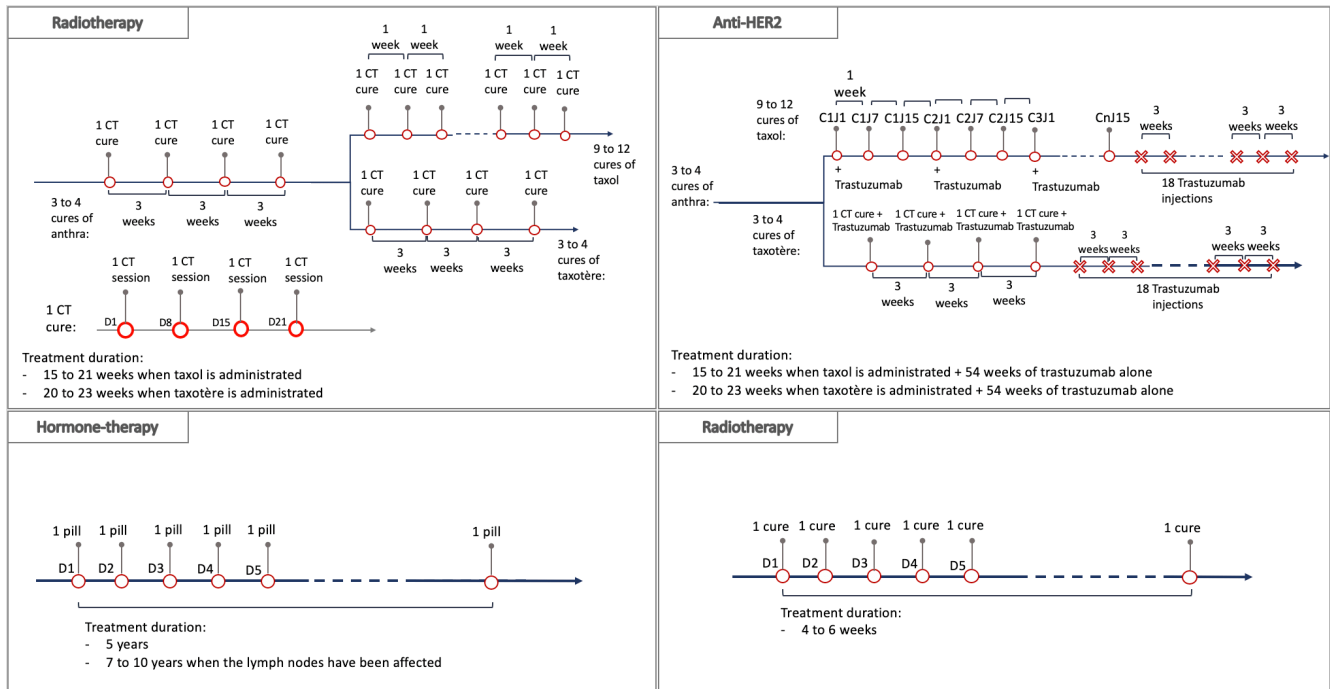 Radiotherapy
1 week
1 week
1 week
1 week
1 CT cure
1 CT cure
1 CT cure
1 CT cure
1 CT cure
1 CT cure
1 CT cure
1 CT cure
1 CT cure
1 CT cure
9 to 12 cures of taxol
3 to 4 cures of anthra:
3 weeks
3 weeks
3 weeks
1 CT cure
1 CT cure
1 CT cure
1 CT cure
3 weeks
3 weeks
3 weeks
3 to 4 cures of taxotère:
1 CT session
1 CT session
1 CT session
1 CT session
1 CT cure:
D1
D8
D15
D21
Treatment duration:
- 15 to 21 weeks when taxol is administrated
- 20 to 23 weeks when taxotère is administrated
Anti-HER2
9 to 12 cures of taxol:
1 week
C1J1
C1J7
C1J15
C2J1
C2J7
C2J15
C3J1
CnJ15
3 weeks
3 weeks
3 weeks
+ Trastuzumab
+ Trastuzumab
+ Trastuzumab
18 Trastuzumab injections
3 to 4 cures of anthra:
3 to 4 cures of taxotère:
1 CT cure + Trastuzumab
1 CT cure + Trastuzumab
1 CT cure + Trastuzumab
1 CT cure + Trastuzumab
3 weeks
3 weeks
3 weeks
3 weeks
3 weeks
3 weeks
3 weeks
18 Trastuzumab injections
Treatment duration:
- 15 to 21 weeks when taxol is administrated + 54 weeks of trastuzumab alone
- 20 to 23 weeks when taxotère is administrated + 54 weeks of trastuzumab alone
Hormone-therapy
1 pill
1 pill
1 pill
1 pill
1 pill
1 pill
D1
D2
D3
D4
D5
Treatment duration:
- 5 years
- 7 to 10 years when the lymph nodes have been affected
Radiotherapy
1 cure
1 cure
1 cure
1 cure
1 cure
1 cure
D1
D2
D3
D4
D5
Treatment duration:
- 4 to 6 weeks